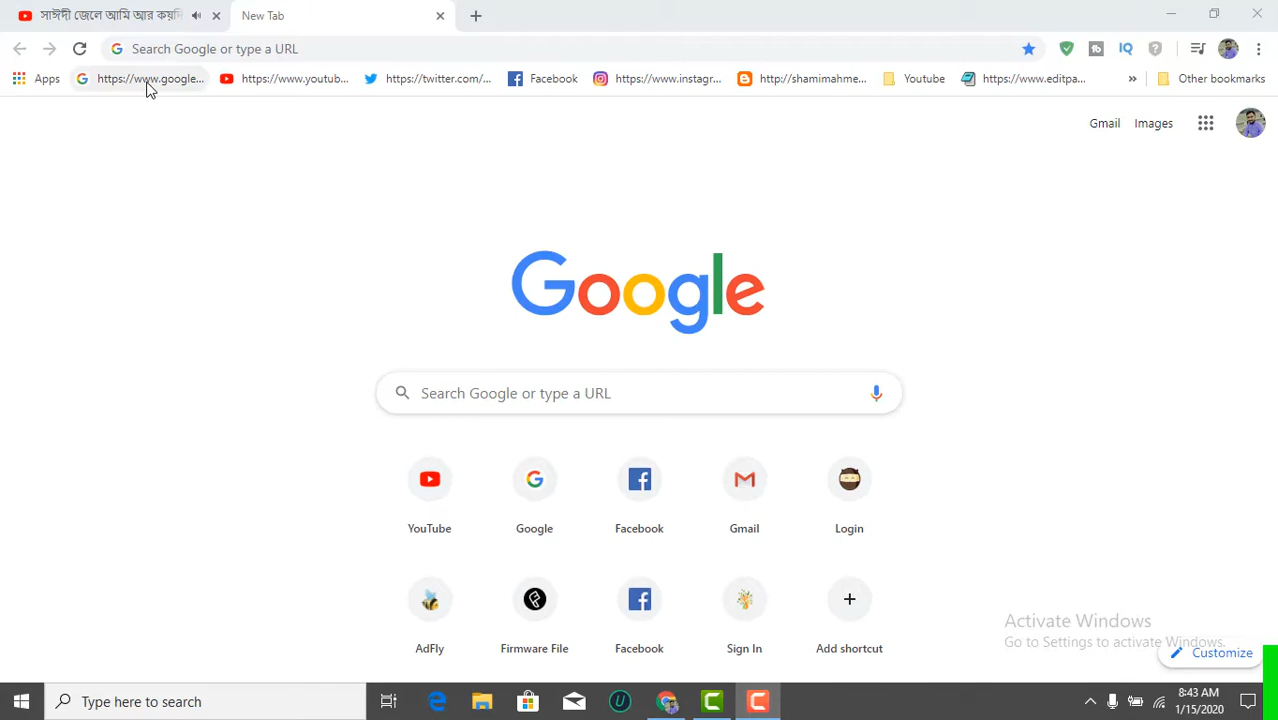 সাঈদী জেলে আমি আর কয়দি
New Tab
Search Google or type a URL
IQ
Apps
https://www.google...
https://www.youtub...
https://twitter.com/...
Facebook
https://www.instagr...
http://shamimahme...
Youtube
https://www.editpa...
Other bookmarks
Gmail
Images
Google
Search Google or type a URL
YouTube
Google
Facebook
Gmail
Login
AdFly
Firmware File
Facebook
Sign In
Add shortcut
Activate Windows
Go to Settings to activate Windows.
Customize
Type here to search
8:43 AM
1/15/2020